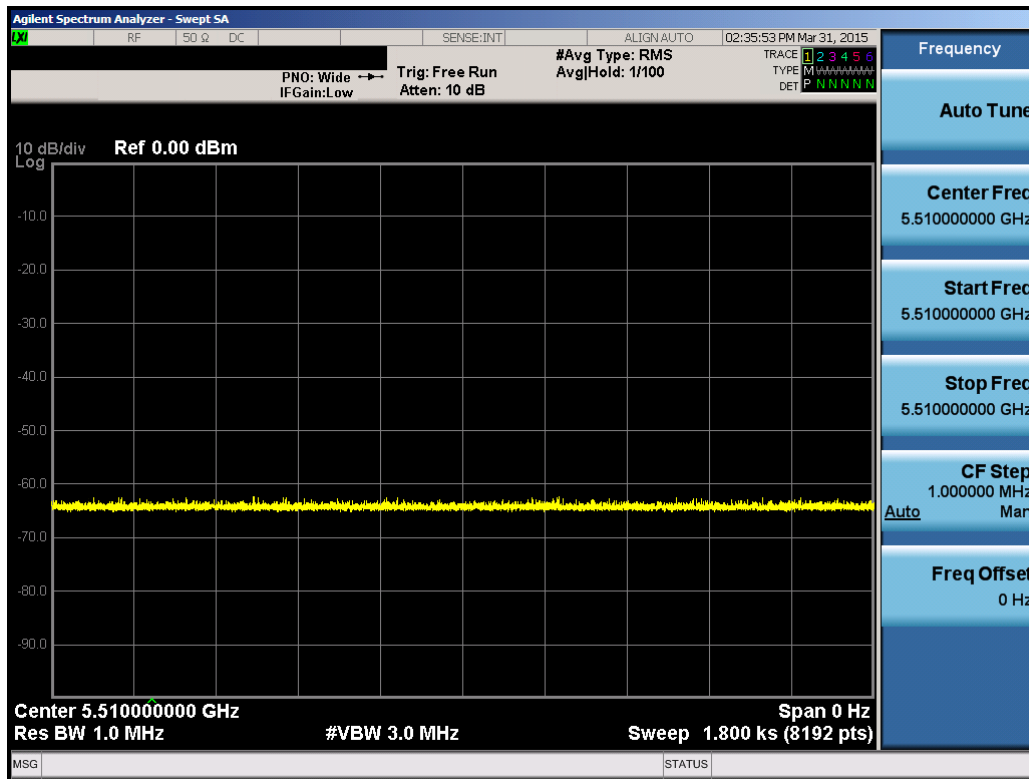 Agilent Spectrum Analyzer - Swept SA
LXI RF 50 Ω DC SENSE:INT ALIGN AUTO 02:35:53 PM Mar 31, 2015
Frequency
#Avg Type: RMS TRACE 1 2 3 4 5 6
PNO: Wide Trig: Free Run Avg|Hold: 1/100 TYPE M WWWWW
IFGain:Low Atten: 10 dB DET P N N N N N
Auto Tune
10 dB/div Ref 0.00 dBm
Log
-10.0
-20.0
-30.0
-40.0
-50.0
-60.0
-70.0
-80.0
-90.0
Center Freq
5.510000000 GHz
Start Freq
5.510000000 GHz
Stop Freq
5.510000000 GHz
CF Step
1.000000 MHz
Auto Man
Freq Offset
0 Hz
Center 5.510000000 GHz Span 0 Hz
Res BW 1.0 MHz #VBW 3.0 MHz Sweep 1.800 ks (8192 pts)
MSG STATUS